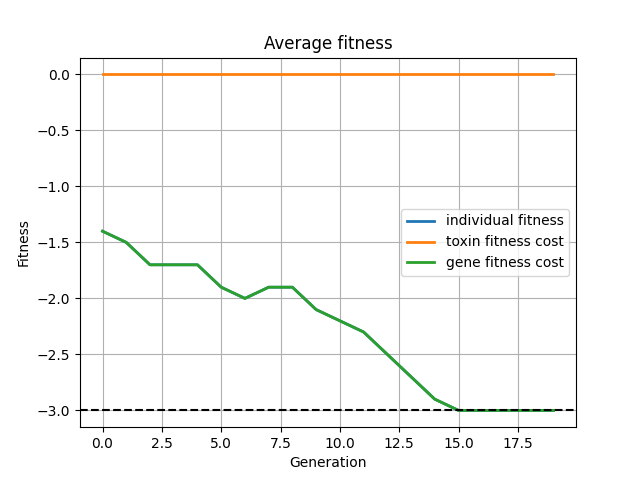 Average fitness
0.0
−0.5
−1.0
−1.5
−2.0
−2.5
−3.0
Fitness
individual fitness
toxin fitness cost
gene fitness cost
0.0 2.5 5.0 7.5 10.0 12.5 15.0 17.5
Generation